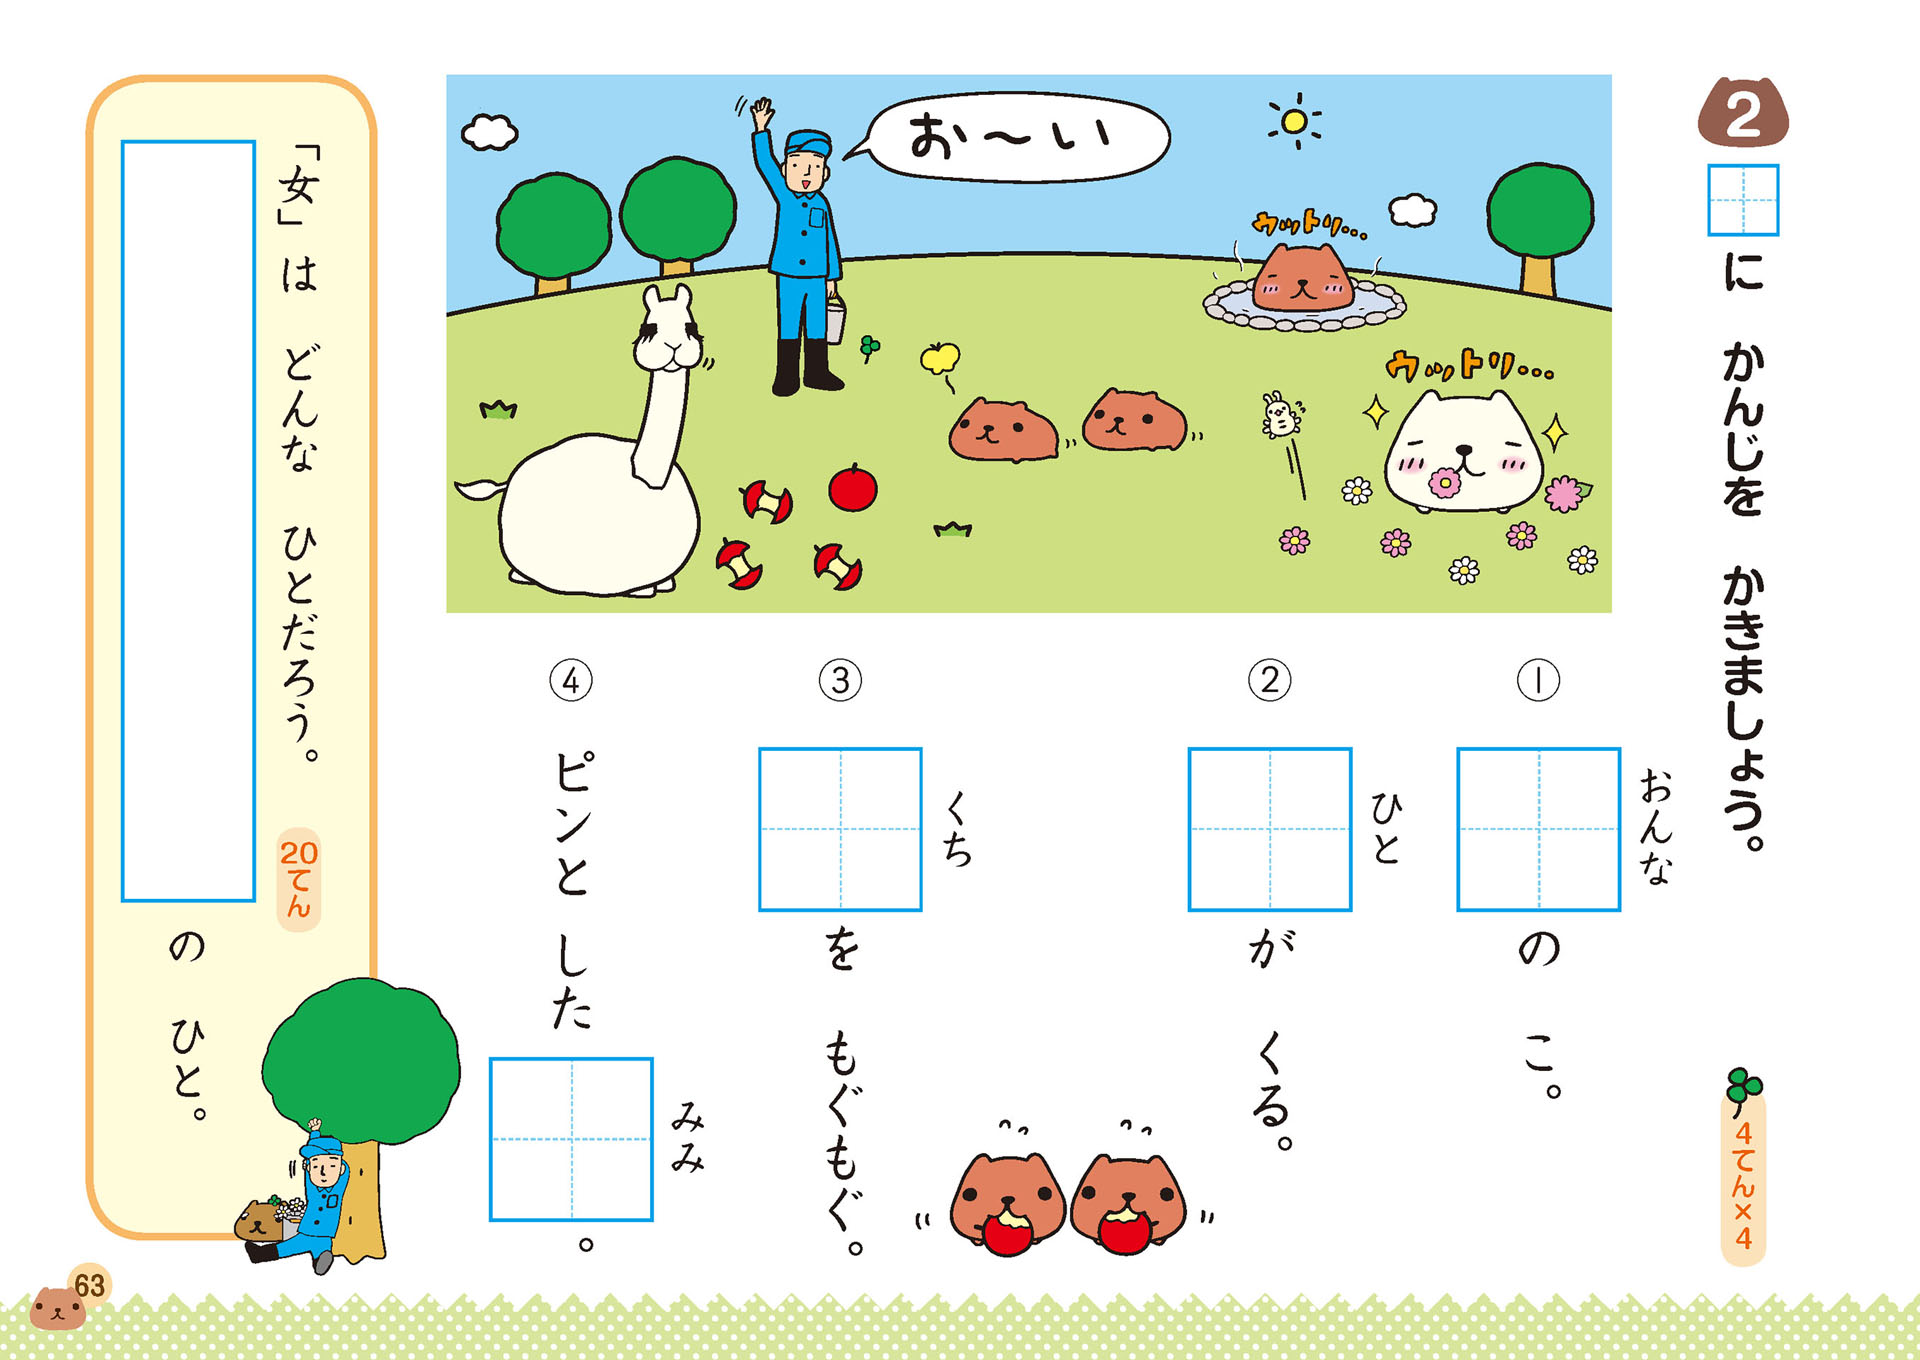 2
に かんじを かきましょう。
4てん×4
お〜い
ウットリ…
ウットリ…
①
おんな
の こ。
②
ひと
が くる。
③
くち
を もぐもぐ。
④
ピンと した
みみ
。
「女」は どんな ひとだろう。
20てん
の ひと。
63